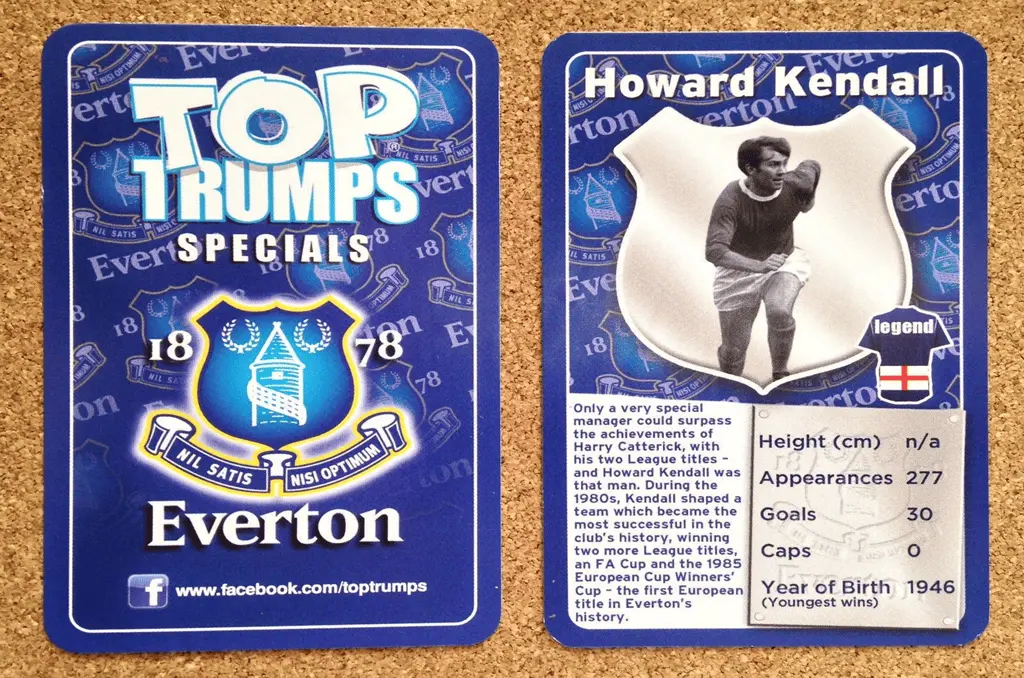 TOP
TRUMPS
SPECIALS
18 78
NIL SATIS NISI OPTIMUM
Everton
f www.facebook.com/toptrumps
Howard Kendall
legend
Only a very special
manager could surpass
the achievements of
Harry Catterick, with
his two League titles –
and Howard Kendall was
that man. During the
1980s, Kendall shaped a
team which became the
most successful in the
club's history, winning
two more League titles,
an FA Cup and the 1985
European Cup Winners'
Cup – the first European
title in Everton's
history.
Height (cm) n/a
Appearances 277
Goals 30
Caps 0
Year of Birth 1946
(Youngest wins)